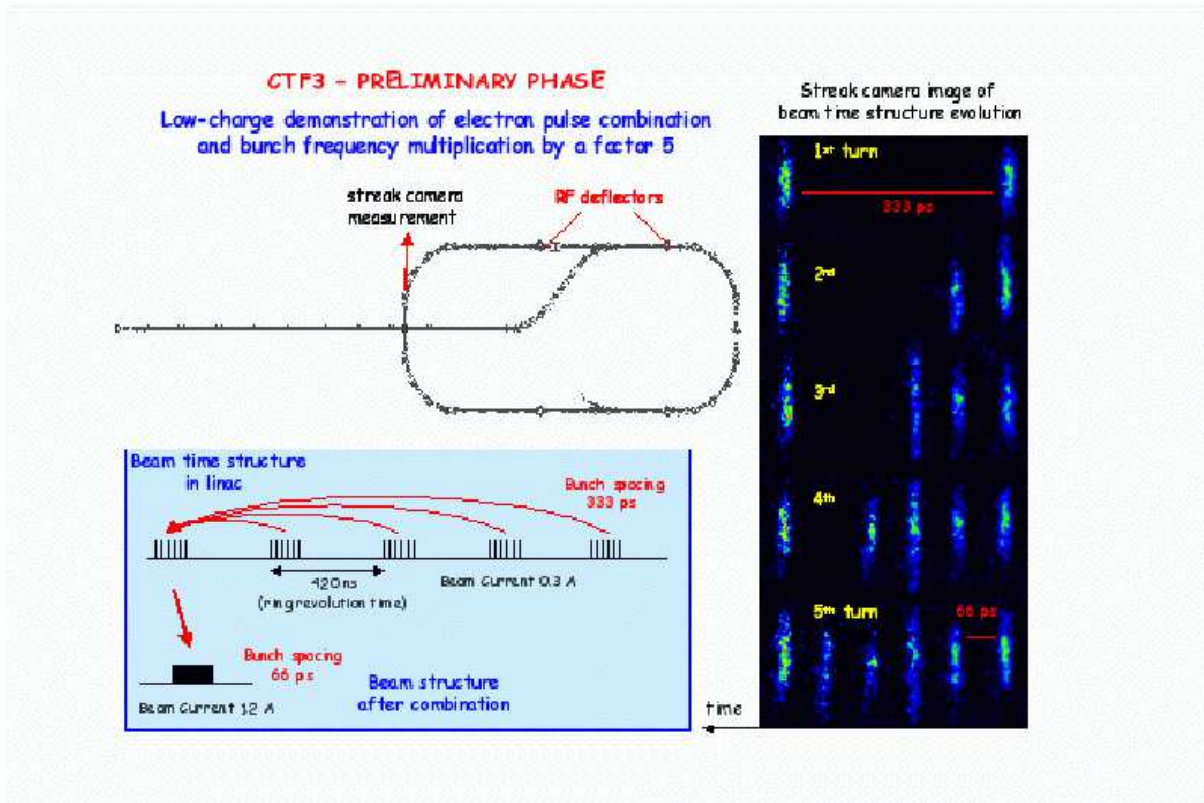 CTF3 - PRELIMINARY PHASE
Low-charge demonstration of electron pulse combination
and bunch frequency multiplication by a factor 5
streak camera
measurement
RF deflectors
Streak camera image of
beam time structure evolution
1st turn
333 ps
2nd
3rd
4th
5th turn
66 ps
time
Beam time structure
in linac
Bunch spacing
333 ps
420 ns
(ring revolution time)
Beam Current 0.3 A
Bunch spacing
66 ps
Beam structure
after combination
Beam Current 1.2 A